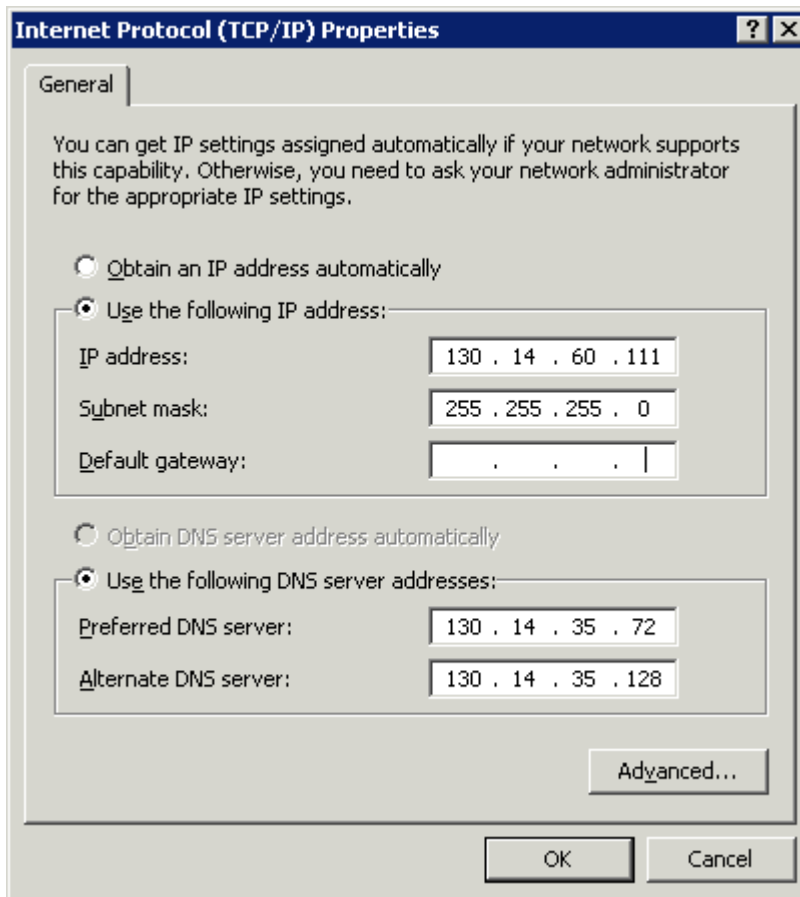 Internet Protocol (TCP/IP) Properties
General
You can get IP settings assigned automatically if your network supports
this capability. Otherwise, you need to ask your network administrator
for the appropriate IP settings.
Obtain an IP address automatically
Use the following IP address:
IP address: 130 . 14 . 60 . 111
Subnet mask: 255 . 255 . 255 . 0
Default gateway: . . .
Obtain DNS server address automatically
Use the following DNS server addresses:
Preferred DNS server: 130 . 14 . 35 . 72
Alternate DNS server: 130 . 14 . 35 . 128
Advanced...
OK Cancel